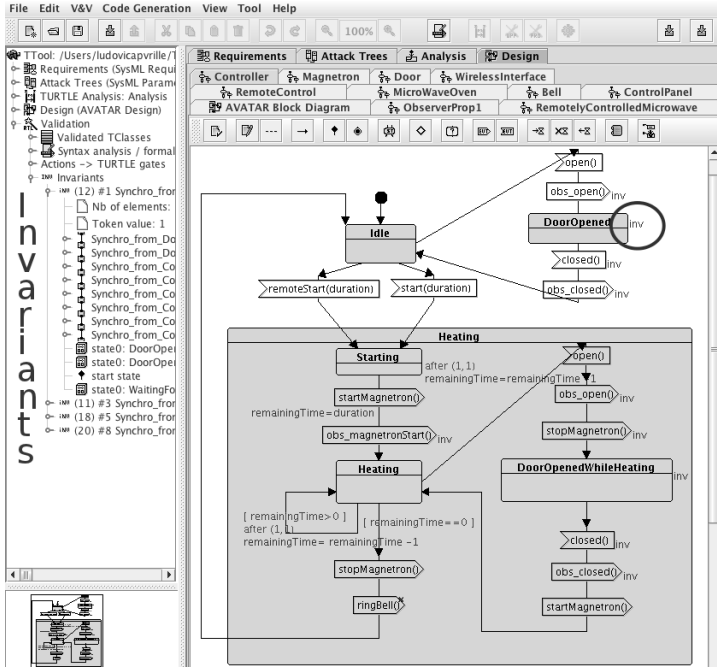 File Edit V&V Code Generation View Tool Help
100%
TTool: /Users/ludovicapvrille/T
Requirements (SysML Requi
Attack Trees (SysML Parame
TURTLE Analysis: Analysis
Design (AVATAR Design)
Validation
Validated TClasses
Syntax analysis / formal
Actions -> TURTLE gates
Invariants
(12) #1 Synchro_fror
Nb of elements:
Token value: 1
Synchro_from_Do
Synchro_from_Do
Synchro_from_Co
Synchro_from_Co
Synchro_from_Co
Synchro_from_Co
Synchro_from_Co
state0: DoorOpe
state0: DoorOpe
start state
state0: WaitingFo
(11) #3 Synchro_fror
(18) #5 Synchro_fror
(20) #8 Synchro_fror
Invariants
Requirements Attack Trees Analysis Design
Controller Magnetron Door WirelessInterface
RemoteControl MicroWaveOven Bell ControlPanel
AVATAR Block Diagram ObserverProp1 RemotelyControlledMicrowave
open()
obs_open() inv
DoorOpened inv
closed() inv
obs_closed() inv
Idle
remoteStart(duration) start(duration)
Heating
Starting
after (1,1)
remainingTime=remainingTime -1
startMagnetron()
remainingTime=duration
obs_magnetronStart() inv
Heating
[ remainingTime>0 ]
after (1,1)
remainingTime= remainingTime -1
[ remainingTime==0 ]
stopMagnetron()
ringBell()
open()
obs_open() inv
stopMagnetron() inv
DoorOpenedWhileHeating inv
closed() inv
obs_closed() inv
startMagnetron()